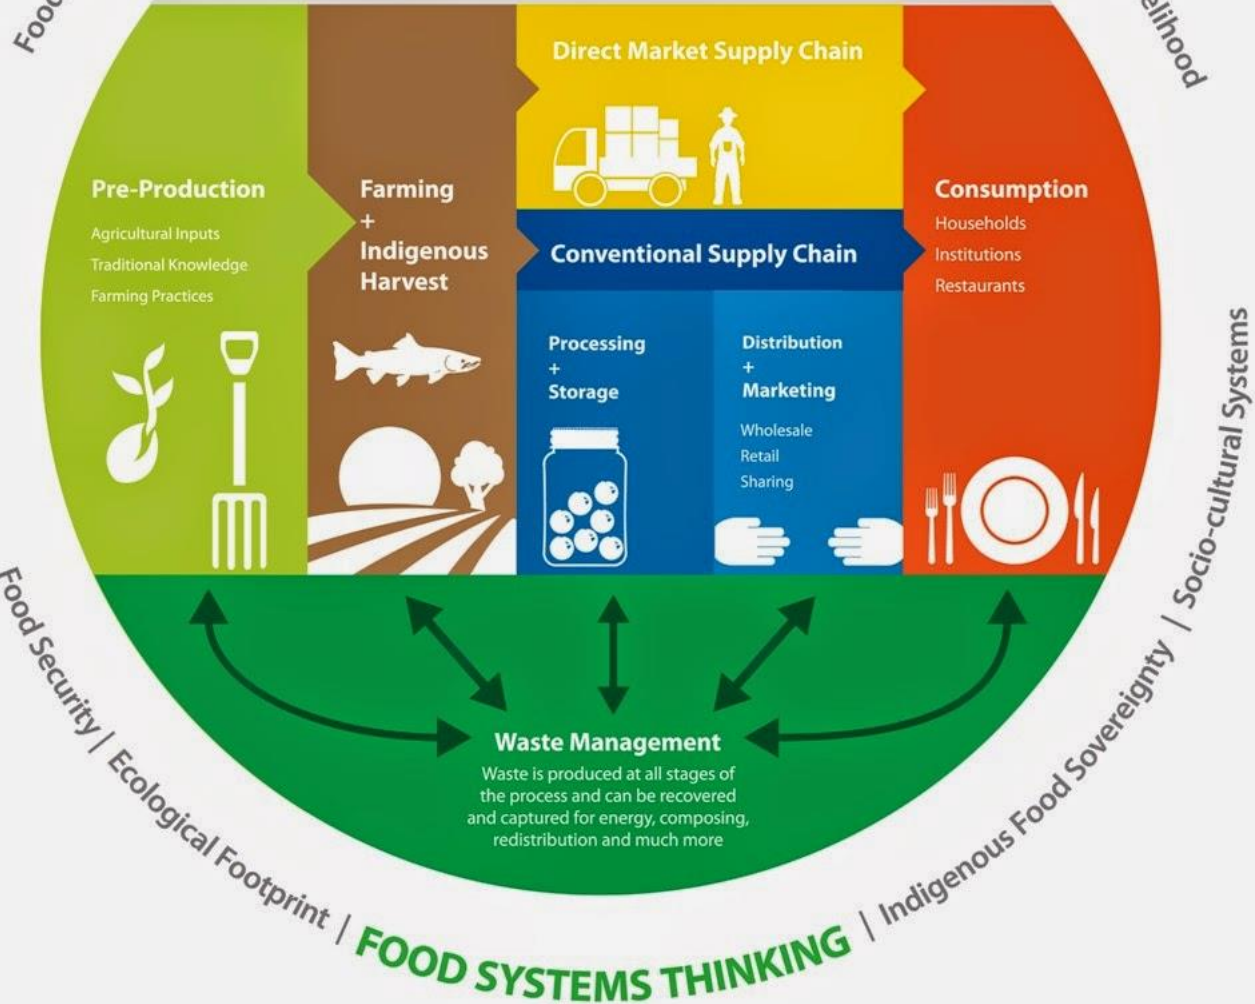 Food
elihood
Direct Market Supply Chain
Pre-Production
Agricultural Inputs
Traditional Knowledge
Farming Practices
Farming
+
Indigenous
Harvest
Conventional Supply Chain
Processing
+
Storage
Distribution
+
Marketing
Wholesale
Retail
Sharing
Consumption
Households
Institutions
Restaurants
Waste Management
Waste is produced at all stages of
the process and can be recovered
and captured for energy, composing,
redistribution and much more
Food Security | Ecological Footprint | FOOD SYSTEMS THINKING | Indigenous Food Sovereignty | Socio-cultural Systems